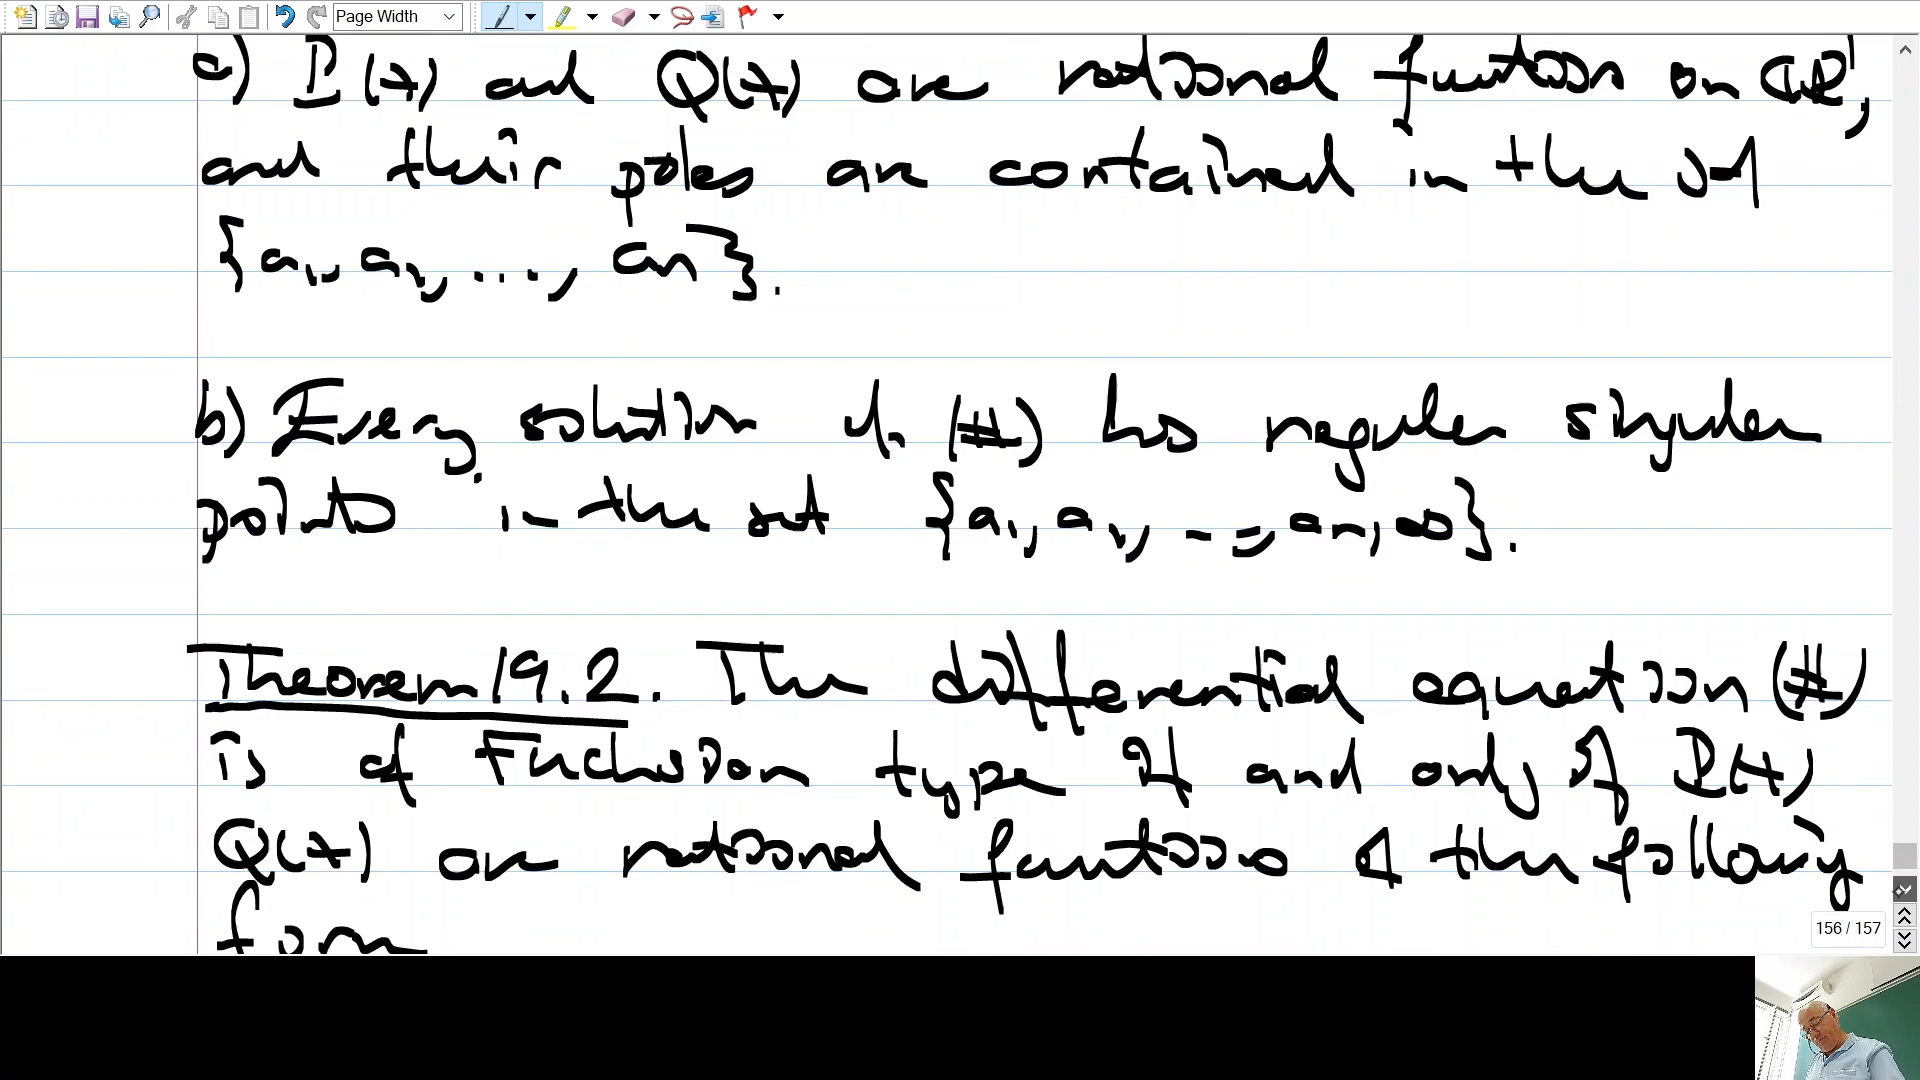 Page Width
a) P(z) and Q(z) are rational functions on ℂℙ¹,
and their poles are contained in the set
{a₁, a₂, ..., an}.
b) Every solution of (#) has regular singular
points in the set {a₁, a₂, --, an, ∞}.
Theorem 19.2. The differential equation (#)
is of Fuchsian type if and only if P(z)
Q(z) are rational functions of the following
form
156 / 157